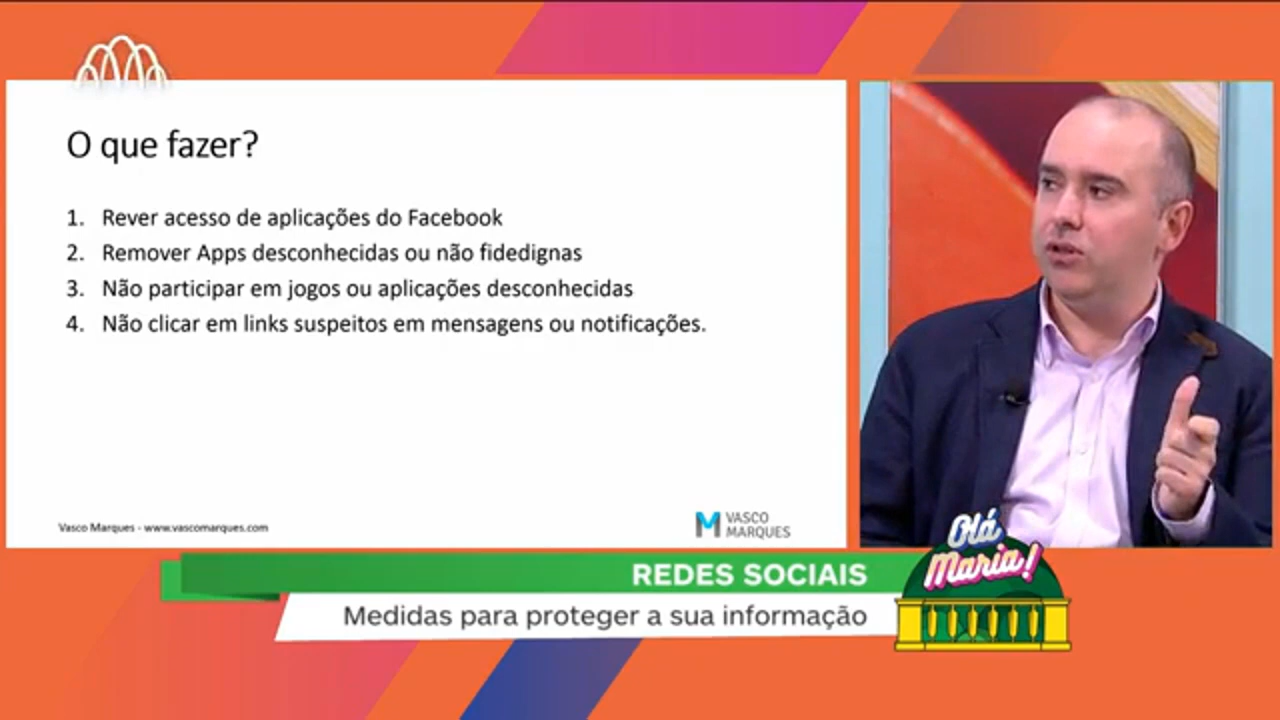 O que fazer?
1. Rever acesso de aplicações do Facebook
2. Remover Apps desconhecidas ou não fidedignas
3. Não participar em jogos ou aplicações desconhecidas
4. Não clicar em links suspeitos em mensagens ou notificações.
Vasco Marques - www.vascomarques.com
VASCO
MARQUES
REDES SOCIAIS
Medidas para proteger a sua informação
Olá
Maria!